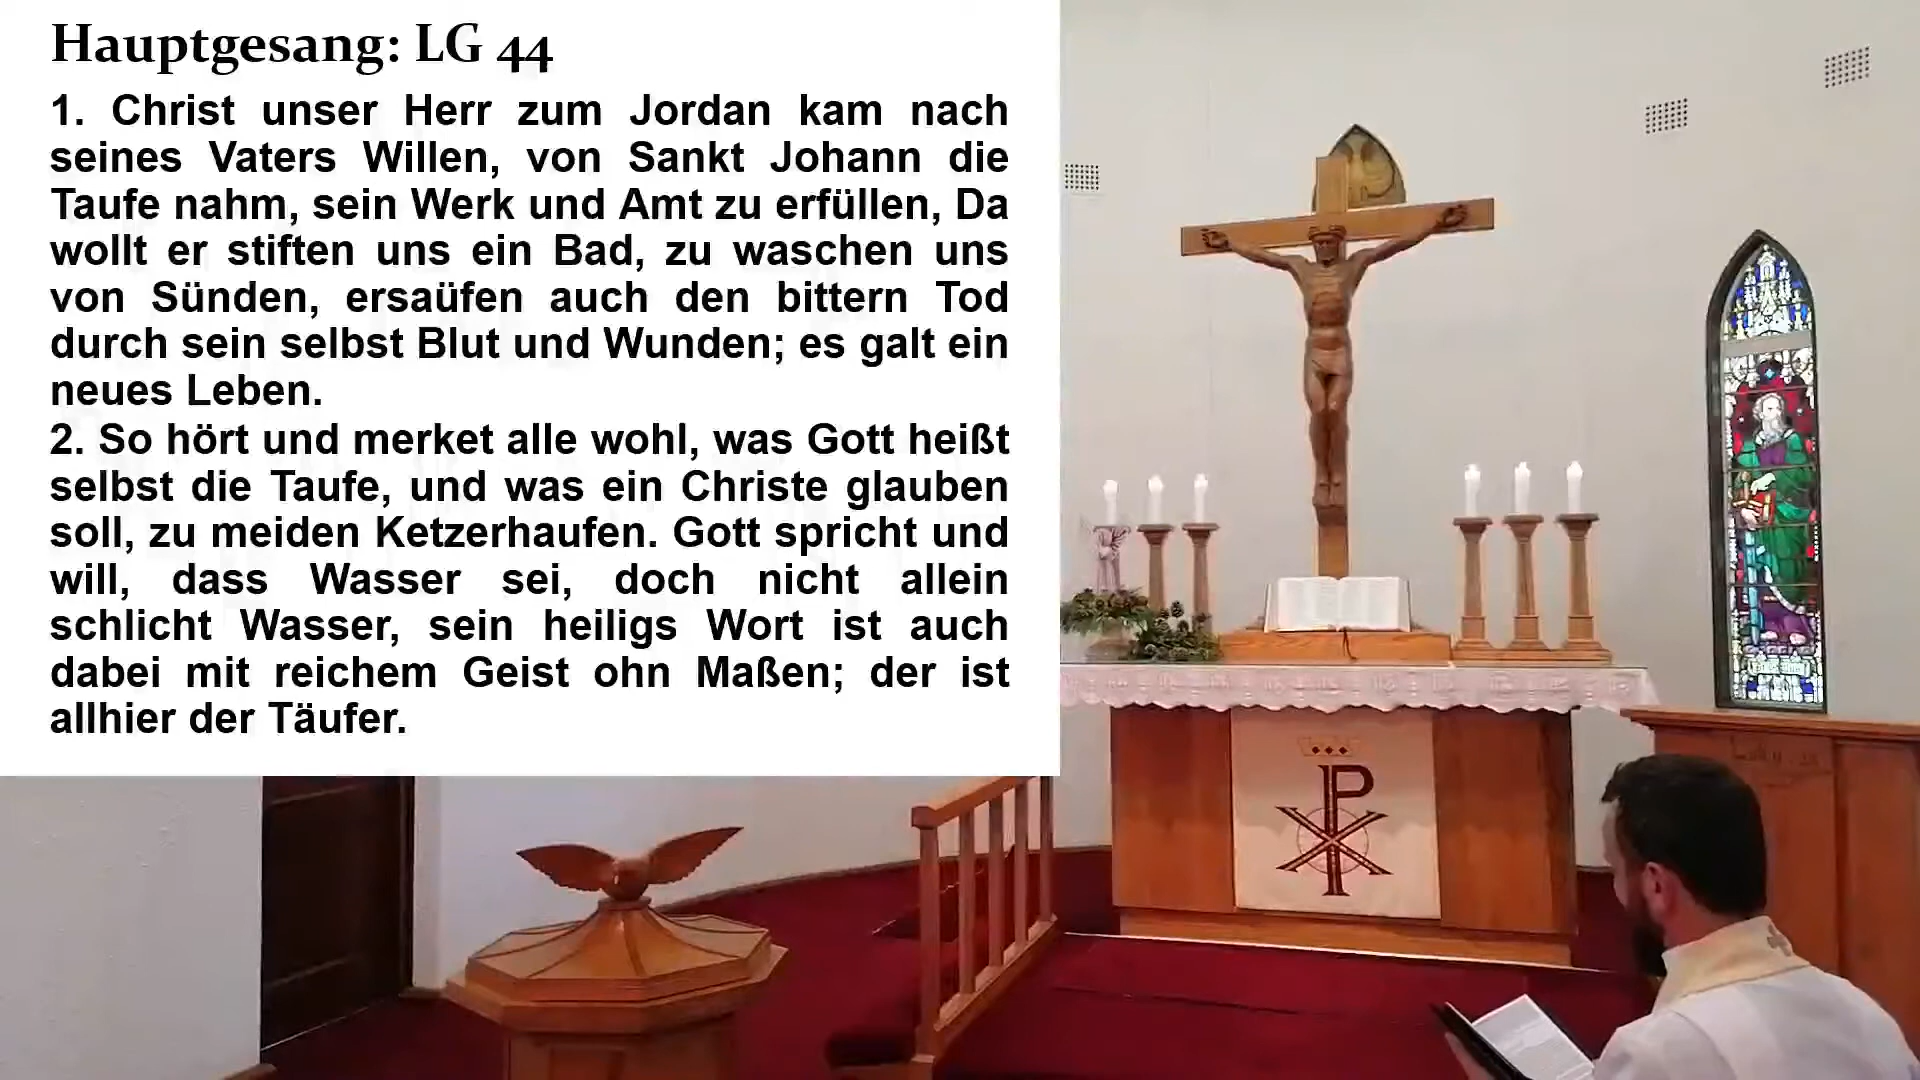 Hauptgesang: LG 44
1. Christ unser Herr zum Jordan kam nach
seines Vaters Willen, von Sankt Johann die
Taufe nahm, sein Werk und Amt zu erfüllen, Da
wollt er stiften uns ein Bad, zu waschen uns
von Sünden, ersaüfen auch den bittern Tod
durch sein selbst Blut und Wunden; es galt ein
neues Leben.
2. So hört und merket alle wohl, was Gott heißt
selbst die Taufe, und was ein Christe glauben
soll, zu meiden Ketzerhaufen. Gott spricht und
will, dass Wasser sei, doch nicht allein
schlicht Wasser, sein heiligs Wort ist auch
dabei mit reichem Geist ohn Maßen; der ist
allhier der Täufer.